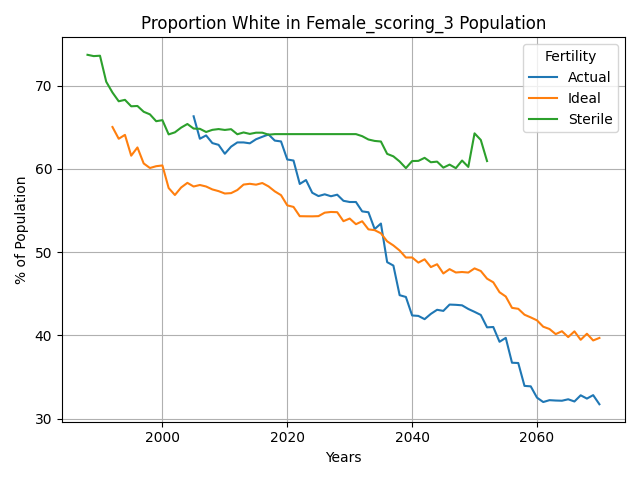 Proportion White in Female_scoring_3 Population
Fertility
Actual
Ideal
Sterile
% of Population
70
60
50
40
30
2000
2020
2040
2060
Years